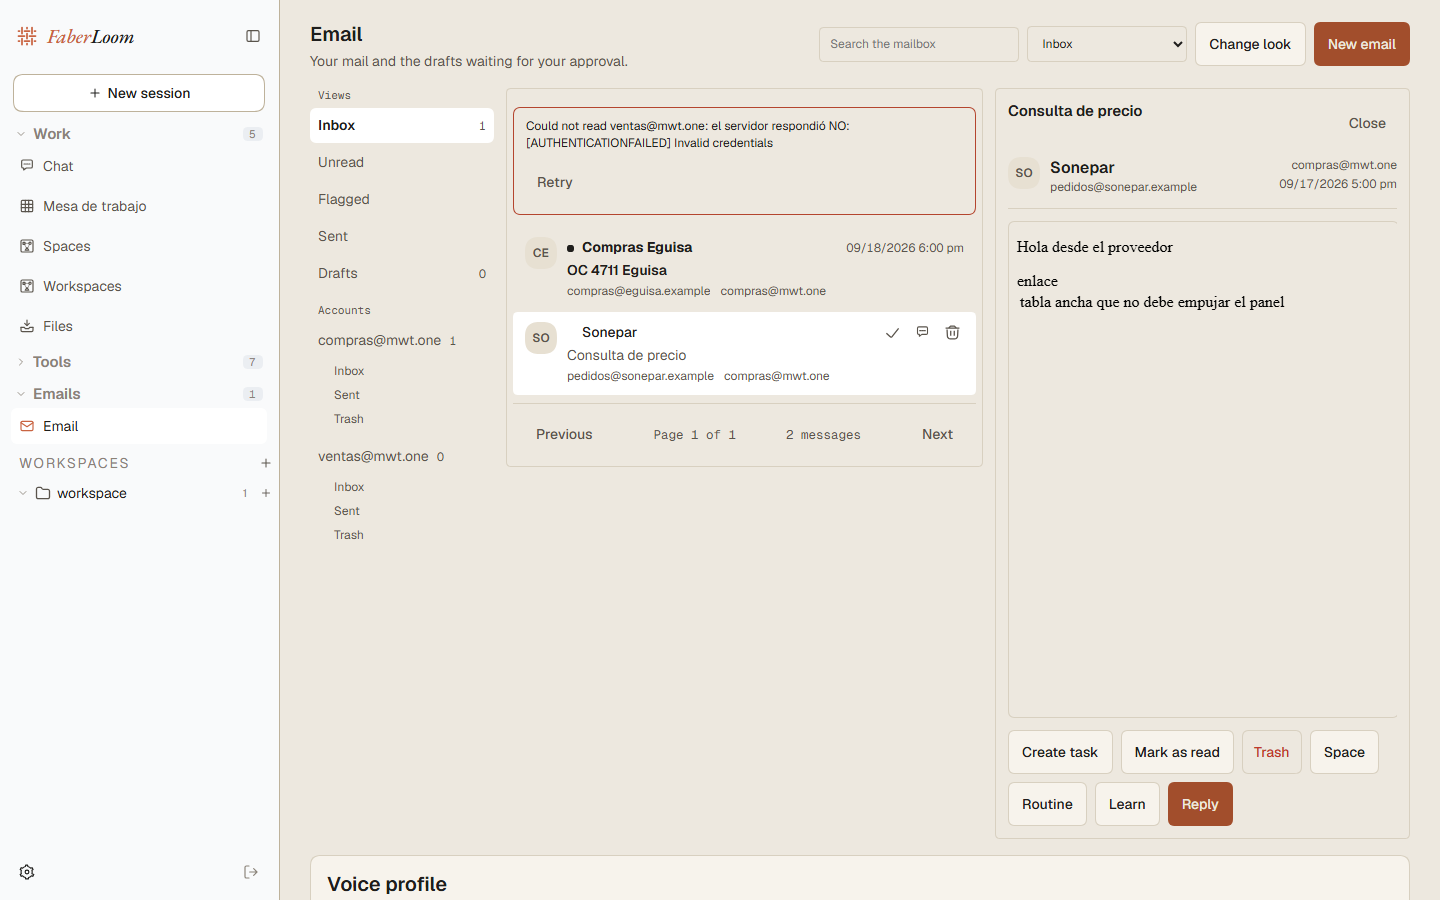 FaberLoom
+ New session
Work 5
Chat
Mesa de trabajo
Spaces
Workspaces
Files
Tools 7
Emails 1
Email
WORKSPACES +
workspace 1 +
Email
Your mail and the drafts waiting for your approval.
Search the mailbox
Inbox
Change look
New email
Views
Inbox 1
Unread
Flagged
Sent
Drafts 0
Accounts
compras@mwt.one 1
Inbox
Sent
Trash
ventas@mwt.one 0
Inbox
Sent
Trash
Could not read ventas@mwt.one: el servidor respondió NO:
[AUTHENTICATIONFAILED] Invalid credentials
Retry
CE Compras Eguisa 09/18/2026 6:00 pm
OC 4711 Eguisa
compras@eguisa.example compras@mwt.one
SO Sonepar
Consulta de precio
pedidos@sonepar.example compras@mwt.one
Previous Page 1 of 1 2 messages Next
Consulta de precio
Close
SO Sonepar compras@mwt.one
pedidos@sonepar.example 09/17/2026 5:00 pm
Hola desde el proveedor
enlace
tabla ancha que no debe empujar el panel
Create task Mark as read Trash Space
Routine Learn Reply
Voice profile